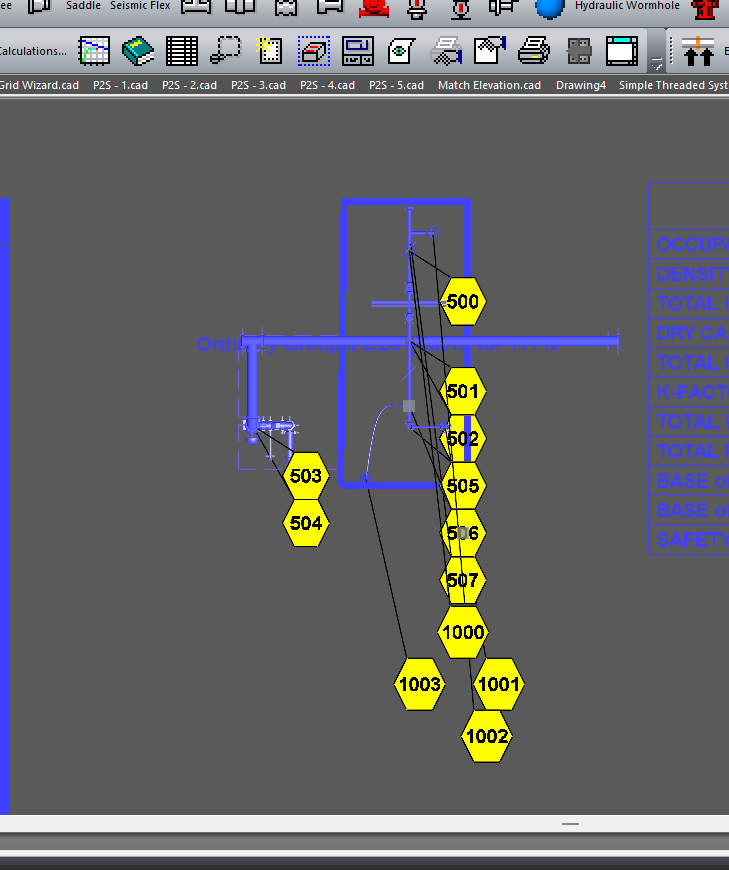 ee Saddle Seismic Flex Hydraulic Wormhole
Calculations... E
Grid Wizard.cad P2S - 1.cad P2S - 2.cad P2S - 3.cad P2S - 4.cad P2S - 5.cad Match Elevation.cad Drawing4 Simple Threaded Syst
OCCUPA
DENSIT
500
TOTAL
DRY CA
TOTAL
501
K-FACT
TOTAL
502
TOTAL
503
505
BASE o
504
506
BASE o
SAFETY
507
1000
1003
1001
1002